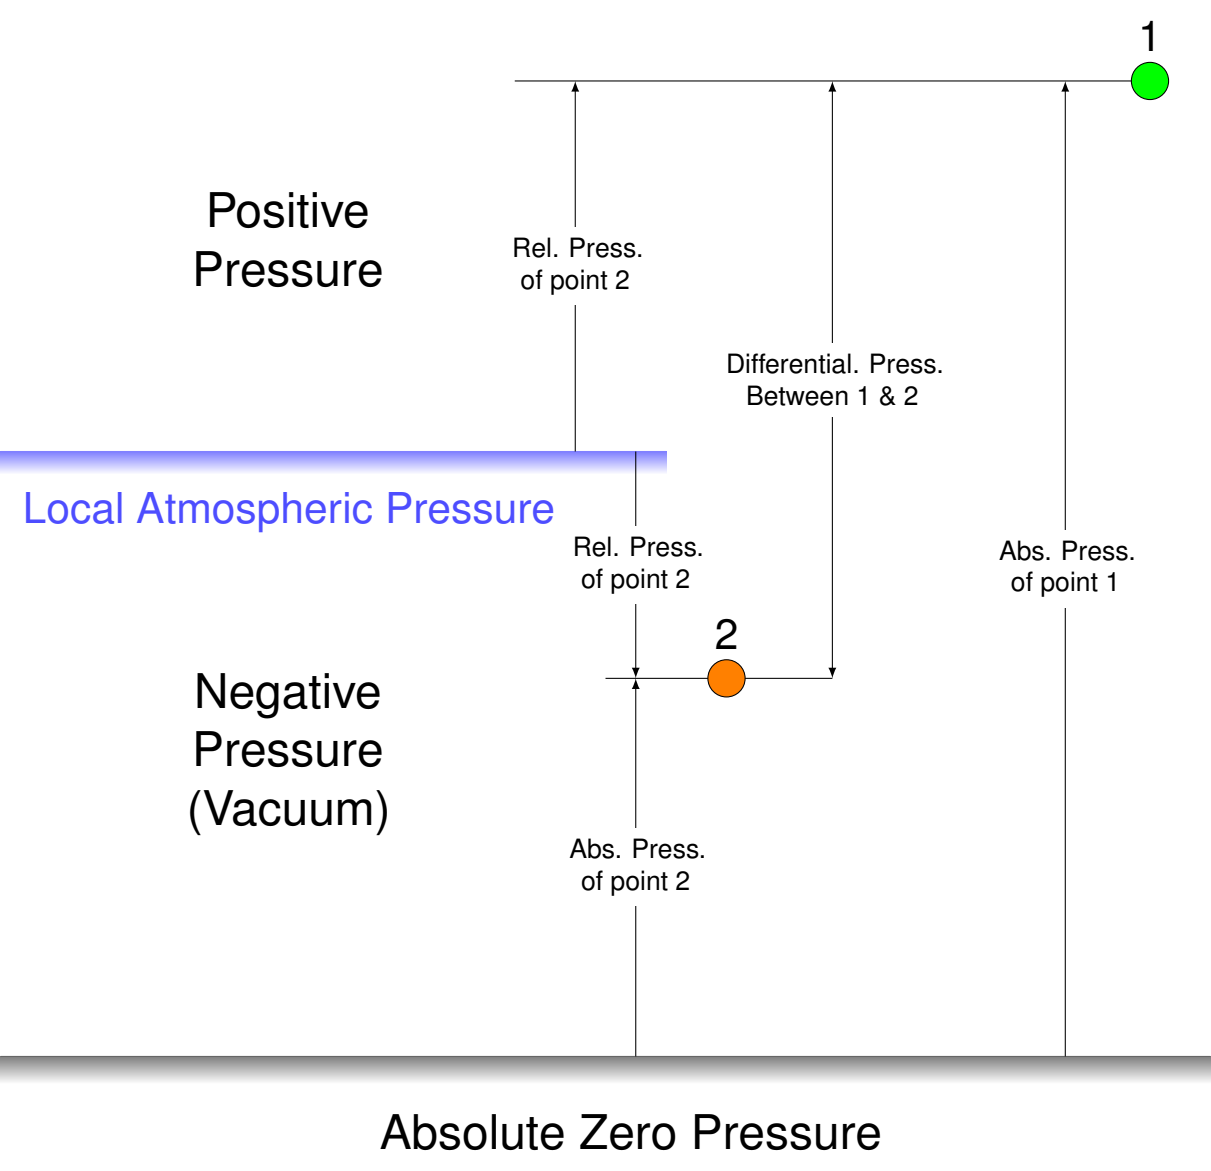 1
Positive
Pressure
Rel. Press.
of point 2
Differential. Press.
Between 1 & 2
Local Atmospheric Pressure
Rel. Press.
of point 2
Abs. Press.
of point 1
2
Negative
Pressure
(Vacuum)
Abs. Press.
of point 2
Absolute Zero Pressure